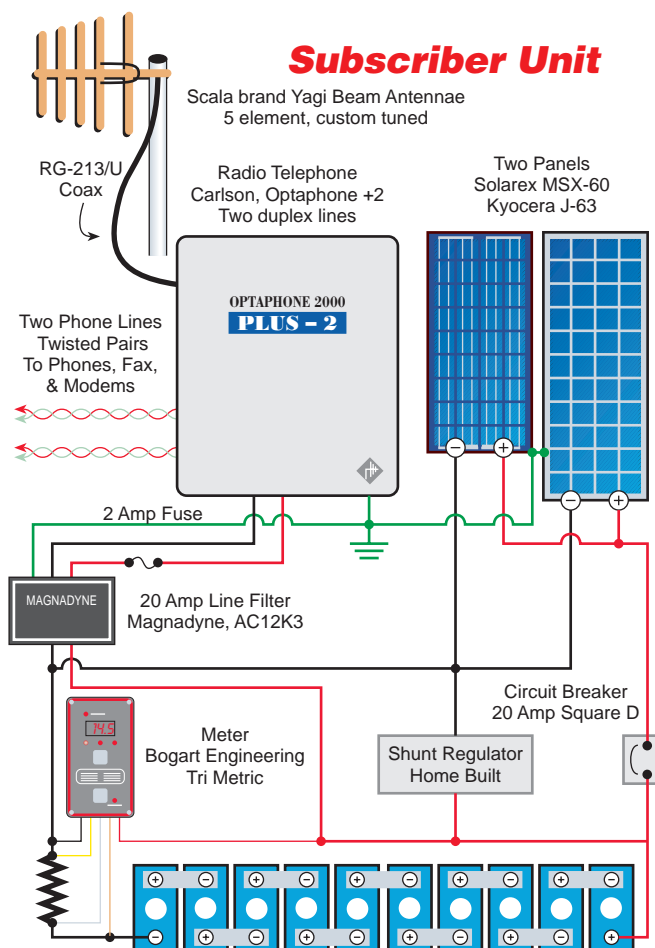 Subscriber Unit
Scala brand Yagi Beam Antennae
5 element, custom tuned
RG-213/U
Coax
Radio Telephone
Carlson, Optaphone +2
Two duplex lines
Two Panels
Solarex MSX-60
Kyocera J-63
OPTAPHONE 2000
PLUS – 2
Two Phone Lines
Twisted Pairs
To Phones, Fax,
& Modems
2 Amp Fuse
MAGNADYNE
20 Amp Line Filter
Magnadyne, AC12K3
Circuit Breaker
20 Amp Square D
14.5
Meter
Bogart Engineering
Tri Metric
Shunt Regulator
Home Built